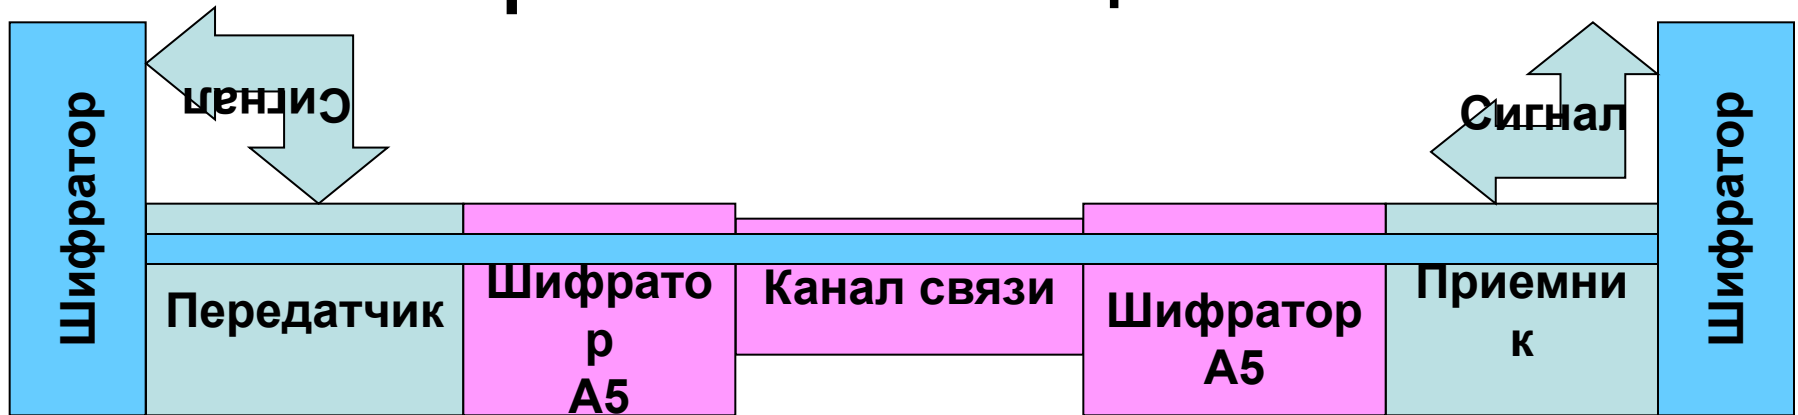 Шифратор
Сигнал
Передатчик
Шифрато
р
А5
Канал связи
Шифратор
А5
Приемни
к
Сигнал
Шифратор